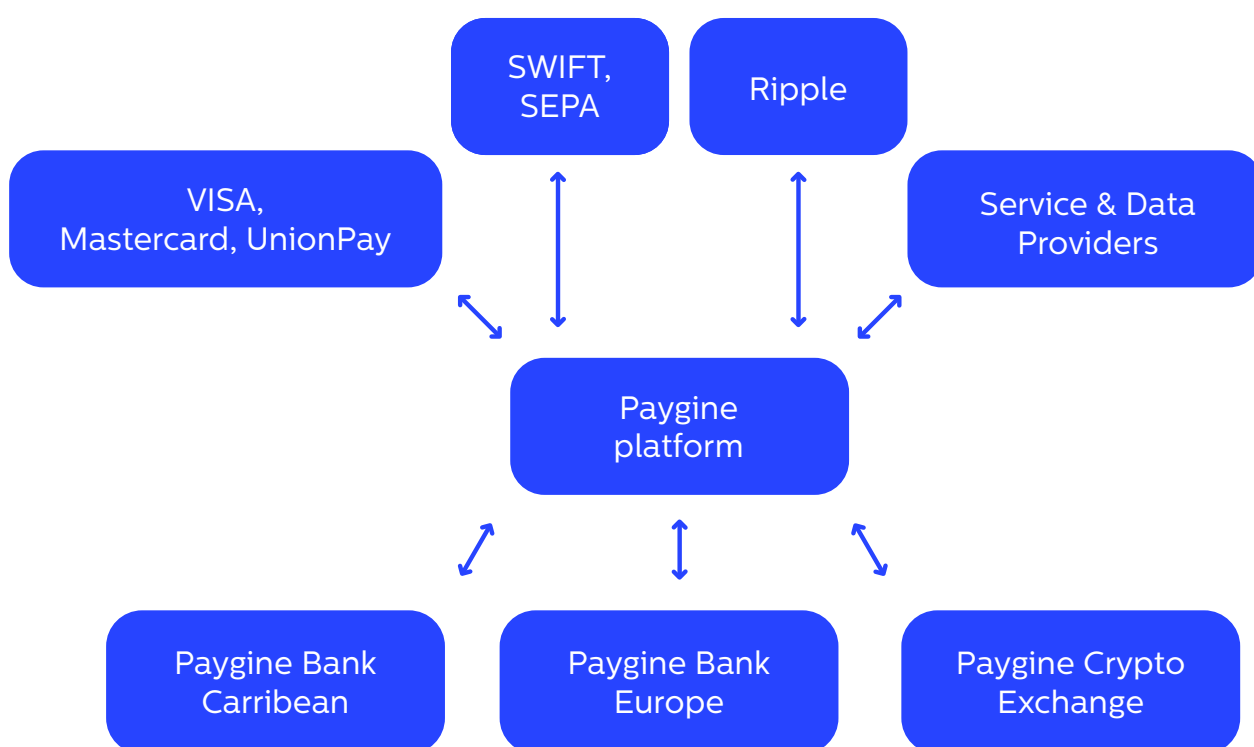 SWIFT,
SEPA
Ripple
VISA,
Mastercard, UnionPay
Service & Data
Providers
Paygine
platform
Paygine Bank
Carribean
Paygine Bank
Europe
Paygine Crypto
Exchange